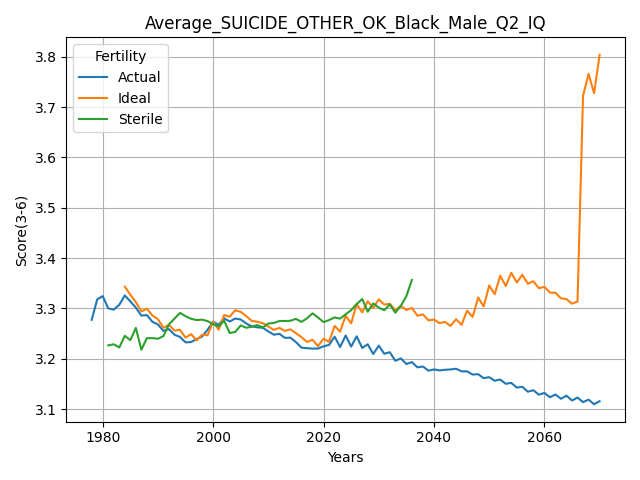 Average_SUICIDE_OTHER_OK_Black_Male_Q2_IQ
Fertility
Actual
Ideal
Sterile
Score(3-6)
3.8
3.7
3.6
3.5
3.4
3.3
3.2
3.1
1980 2000 2020 2040 2060
Years